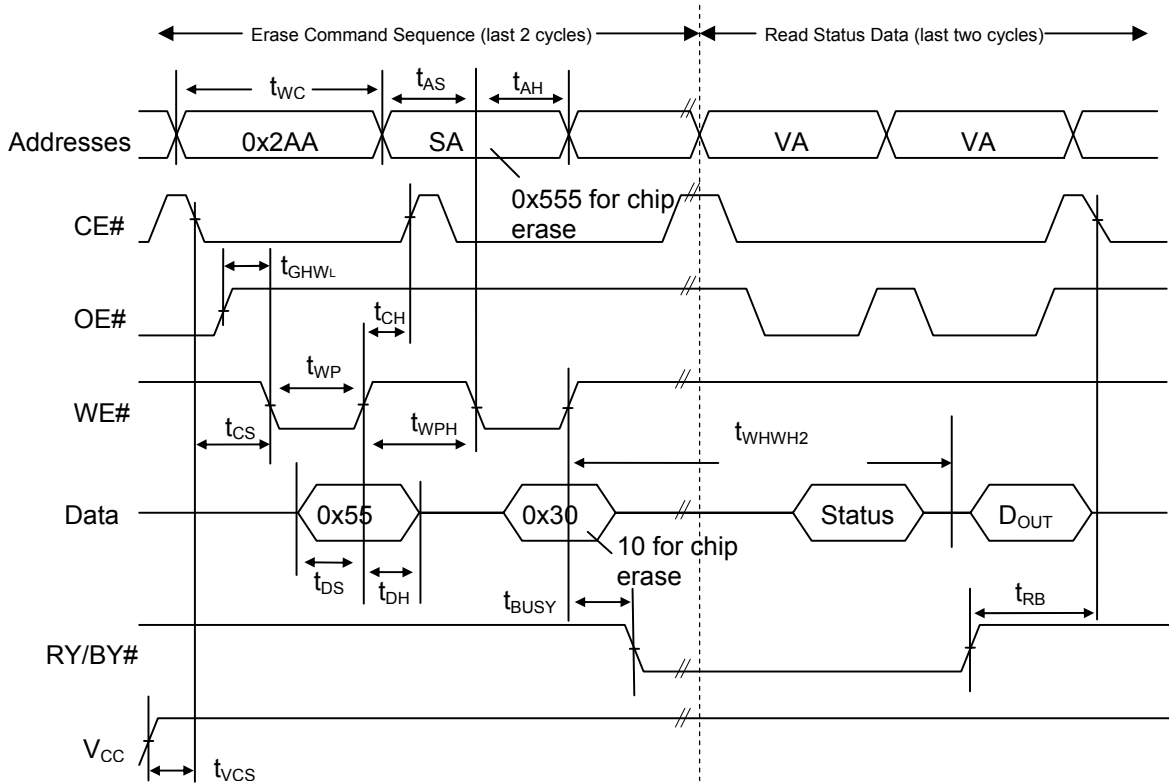 Erase Command Sequence (last 2 cycles)
Read Status Data (last two cycles)
tWC
tAS
tAH
Addresses
0x2AA
SA
VA
VA
0x555 for chip
erase
CE#
tGHWL
OE#
tCH
tWP
WE#
tCS
tWPH
tWHWH2
Data
0x55
0x30
Status
DOUT
10 for chip
erase
tDS
tDH
tBUSY
tRB
RY/BY#
VCC
tVCS